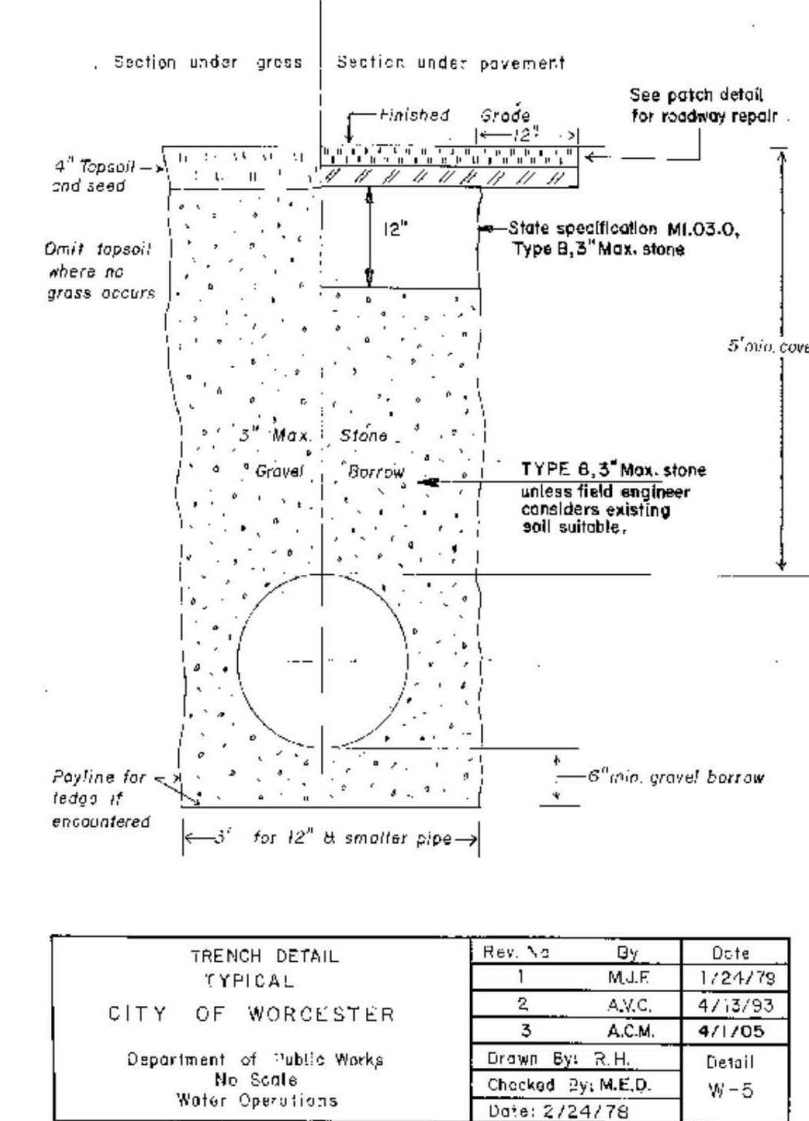 Section under grass
Section under pavement
Finished Grade
12"
See patch detail
for roadway repair
4" Topsoil
and seed
12"
State specification M1.03.0,
Type B,3" Max. stone
Omit topsoil
where no
grass occurs
5' min. cove
3" Max. Stone
Gravel Borrow
TYPE B,3" Max. stone
unless field engineer
considers existing
soil suitable.
Payline for
ledge if
encountered
6" min. gravel borrow
3' for 12" & smaller pipe
TRENCH DETAIL
TYPICAL
CITY OF WORCESTER
Department of Public Works
No Scale
Water Operations
Rev. No By Date
1 M.J.F. 1/24/79
2 A.V.C. 4/13/93
3 A.C.M. 4/1/05
Drawn By: R.H.
Checked By: M.E.D.
Date: 2/24/78
Detail
W-5